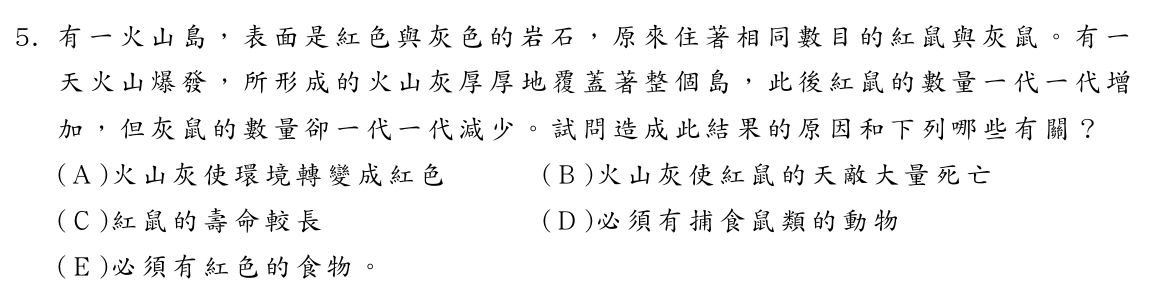 5. 有一火山島，表面是紅色與灰色的岩石，原來住著相同數目的紅鼠與灰鼠。有一
天火山爆發，所形成的火山灰厚厚地覆蓋著整個島，此後紅鼠的數量一代一代增
加，但灰鼠的數量卻一代一代減少。試問造成此結果的原因和下列哪些有關？
(A)火山灰使環境轉變成紅色 (B)火山灰使紅鼠的天敵大量死亡
(C)紅鼠的壽命較長 (D)必須有捕食鼠類的動物
(E)必須有紅色的食物。